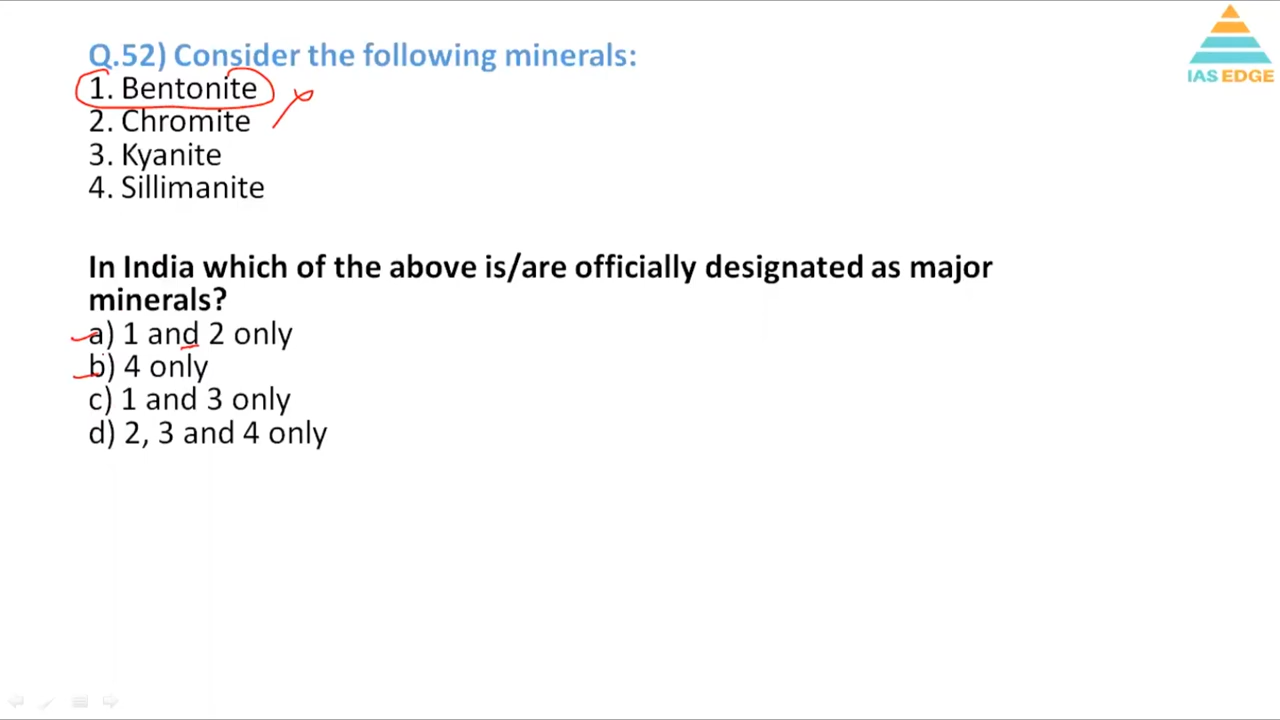 Q.52) Consider the following minerals:
1. Bentonite
2. Chromite
3. Kyanite
4. Sillimanite
In India which of the above is/are officially designated as major
minerals?
a) 1 and 2 only
b) 4 only
c) 1 and 3 only
d) 2, 3 and 4 only
IAS EDGE